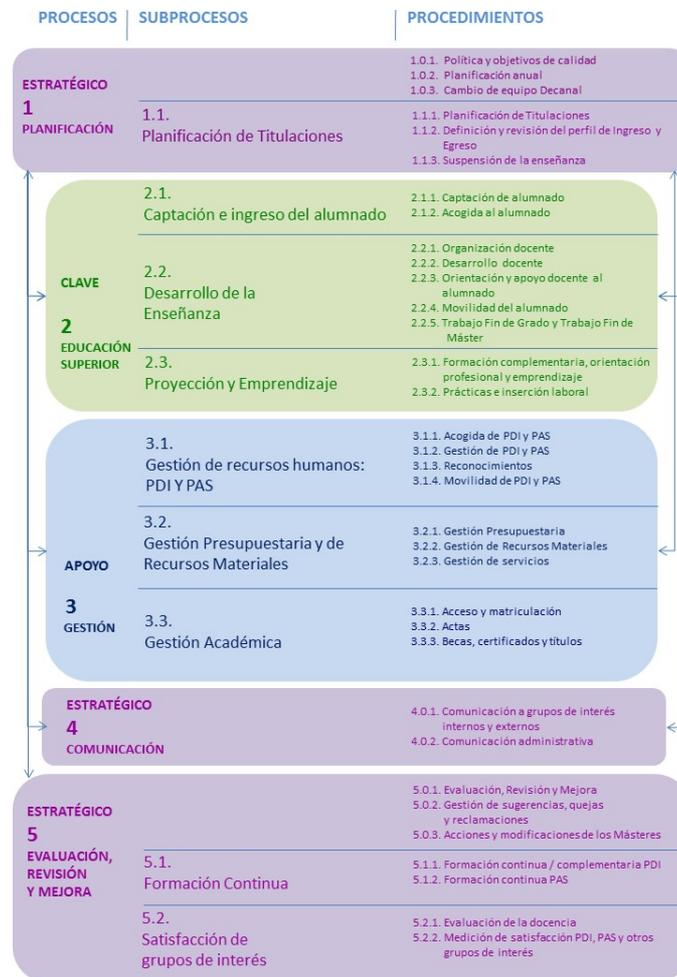 PROCESOS SUBPROCESOS PROCEDIMIENTOS
ESTRATÉGICO
1
PLANIFICACIÓN
1.0.1. Política y objetivos de calidad
1.0.2. Planificación anual
1.0.3. Cambio de equipo Decanal
1.1.
Planificación de Titulaciones
1.1.1. Planificación de Titulaciones
1.1.2. Definición y revisión del perfil de Ingreso y
Egreso
1.1.3. Suspensión de la enseñanza
CLAVE
2
EDUCACIÓN
SUPERIOR
2.1.
Captación e ingreso del alumnado
2.1.1. Captación de alumnado
2.1.2. Acogida al alumnado
2.2.
Desarrollo de la
Enseñanza
2.2.1. Organización docente
2.2.2. Desarrollo docente
2.2.3. Orientación y apoyo docente al
alumnado
2.2.4. Movilidad del alumnado
2.2.5. Trabajo Fin de Grado y Trabajo Fin de
Máster
2.3.
Proyección y Emprendizaje
2.3.1. Formación complementaria, orientación
profesional y emprendizaje
2.3.2. Prácticas e inserción laboral
APOYO
3
GESTIÓN
3.1.
Gestión de recursos humanos:
PDI Y PAS
3.1.1. Acogida de PDI y PAS
3.1.2. Gestión de PDI y PAS
3.1.3. Reconocimientos
3.1.4. Movilidad de PDI y PAS
3.2.
Gestión Presupuestaria y de
Recursos Materiales
3.2.1. Gestión Presupuestaria
3.2.2. Gestión de Recursos Materiales
3.2.3. Gestión de servicios
3.3.
Gestión Académica
3.3.1. Acceso y matriculación
3.3.2. Actas
3.3.3. Becas, certificados y títulos
ESTRATÉGICO
4
COMUNICACIÓN
4.0.1. Comunicación a grupos de interés
internos y externos
4.0.2. Comunicación administrativa
ESTRATÉGICO
5
EVALUACIÓN,
REVISIÓN
Y MEJORA
5.0.1. Evaluación, Revisión y Mejora
5.0.2. Gestión de sugerencias, quejas
y reclamaciones
5.0.3. Acciones y modificaciones de los Másteres
5.1.
Formación Continua
5.1.1. Formación continua / complementaria PDI
5.1.2. Formación continua PAS
5.2.
Satisfacción de
grupos de interés
5.2.1. Evaluación de la docencia
5.2.2. Medición de satisfacción PDI, PAS y otros
grupos de interés